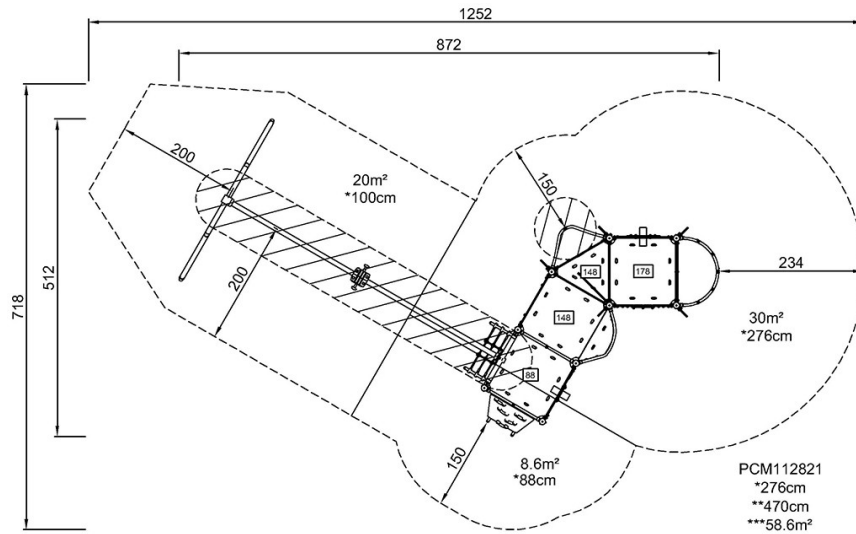 1252
872
200
20m²
*100cm
150
148
178
234
512
718
200
148
30m²
*276cm
88
150
8.6m²
*88cm
PCM112821
*276cm
**470cm
***58.6m²